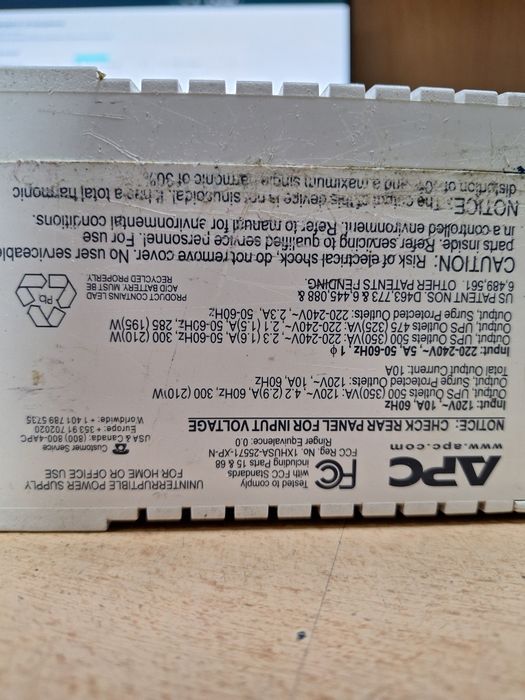 APC
www.apc.com
Tested to comply
with FCC Standards
including Parts 15 & 68
FCC Reg. No. 1HXUSA-25571-XP-N
Ringer Equivalence: 0.0
UNINTERRUPTIBLE POWER SUPPLY
FOR HOME OR OFFICE USE
Customer Service
USA & Canada: (800) 800-4APC
Europe: + 353 91 702020
Worldwide: + 1 401 789 5735
NOTICE: CHECK REAR PANEL FOR INPUT VOLTAGE
Input: 120V~, 10A, 60Hz
Output, UPS Outlets 500 (350)VA: 120V~, 4.2 (2.9)A, 60Hz, 300 (210)W
Output, Surge Protected Outlets: 120V~, 10A, 60Hz
Total Output Current 10A
Input: 220-240V~, 5A, 50-60Hz, 1 ϕ
Output, UPS Outlets 500 (350)VA: 220-240V~, 2.3 (1.6)A, 50-60Hz, 300 (210)W
Output, UPS Outlets 475 (325)VA: 220-240V~, 2.1 (1.5)A, 50-60Hz, 285 (195)W
Output, Surge Protected Outlets: 220-240V~, 2.3A, 50-60Hz
US PATENTS. D463,773 & 6,445,088 &
6,489,561. OTHER PATENTS PENDING.
PRODUCT CONTAINS LEAD
ACID BATTERY. MUST BE
RECYCLED PROPERLY
Pb
CAUTION: Risk of electrical shock, do not remove cover. No user serviceable
parts inside. Refer servicing to qualified service personnel. For use
in a controlled environment. Refer to manual for environmental conditions.
NOTICE: The output of this device is not sinusoidal. It has a total harmonic
distortion of 40% and a maximum single harmonic of 30%.